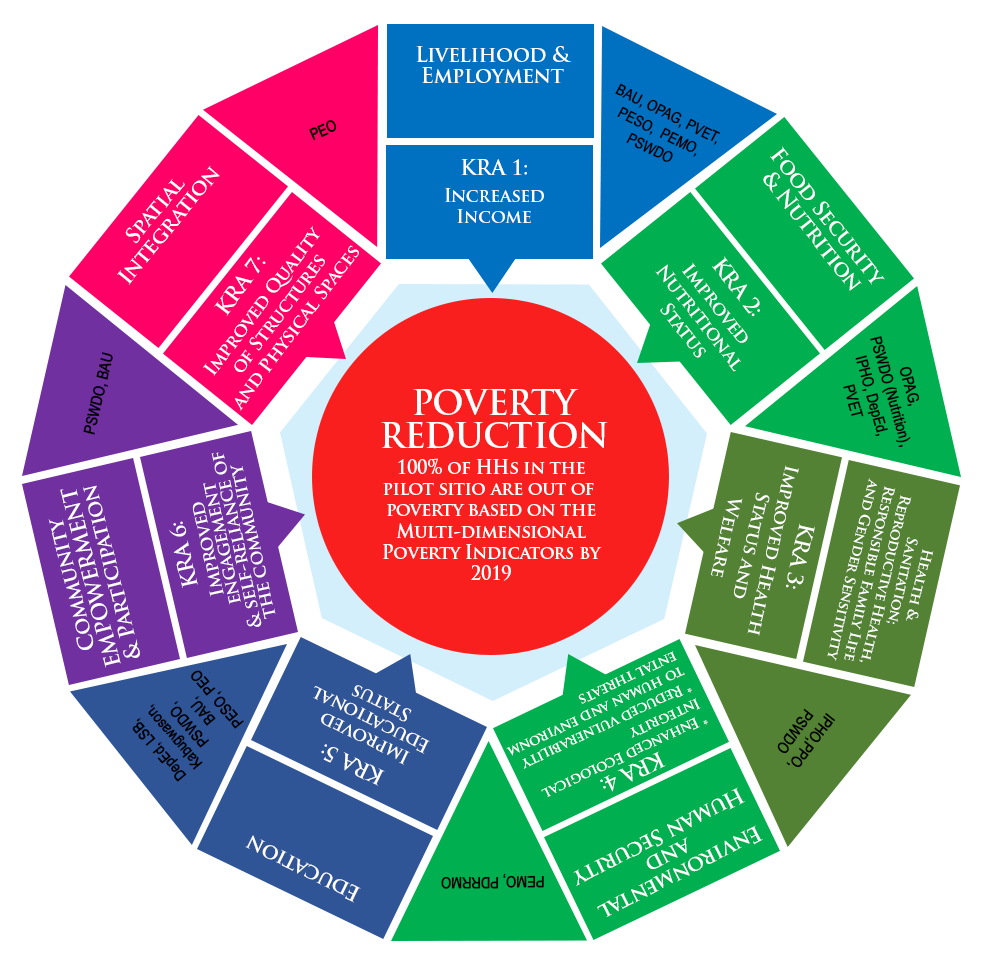 LIVELIHOOD &
EMPLOYMENT
KRA 1:
INCREASED
INCOME
BAU, OPAG, PVET,
PESO, PEMO,
PSWDO
FOOD SECURITY
& NUTRITION
KRA 2:
IMPROVED
NUTRITIONAL
STATUS
OPAG,
PSWDO (Nutrition),
IPHO, DepEd,
PVET
HEALTH &
SANITATION,
REPRODUCTIVE HEALTH,
RESPONSIBLE FAMILY LIFE
AND GENDER SENSITIVITY
KRA 3:
IMPROVED HEALTH
STATUS AND
WELFARE
IPHO,PPO,
PSWDO
ENVIRONMENTAL
AND
HUMAN SECURITY
KRA 4:
* ENHANCED ECOLOGICAL
INTEGRITY
* REDUCED VULNERABILITY
TO HUMAN AND ENVIRONM
ENTAL THREATS
PEMO, PDRRMO
EDUCATION
KRA 5:
IMPROVED
EDUCATIONAL
STATUS
DepEd, LSB,
Kabugwason,
PSWDO,
BAU,
PESO, PEO
COMMUNITY
EMPOWERMENT
& PARTICIPATION
KRA 6:
IMPROVED
ENGAGEMENT
& SELF-RELIANCE OF
THE COMMUNITY
PSWDO, BAU
SPATIAL
INTEGRATION
KRA 7:
IMPROVED QUALITY
OF STRUCTURES
AND PHYSICAL SPACES
PEO
POVERTY
REDUCTION
100% OF HHS IN THE
PILOT SITIO ARE OUT OF
POVERTY BASED ON THE
MULTI-DIMENSIONAL
POVERTY INDICATORS BY
2019